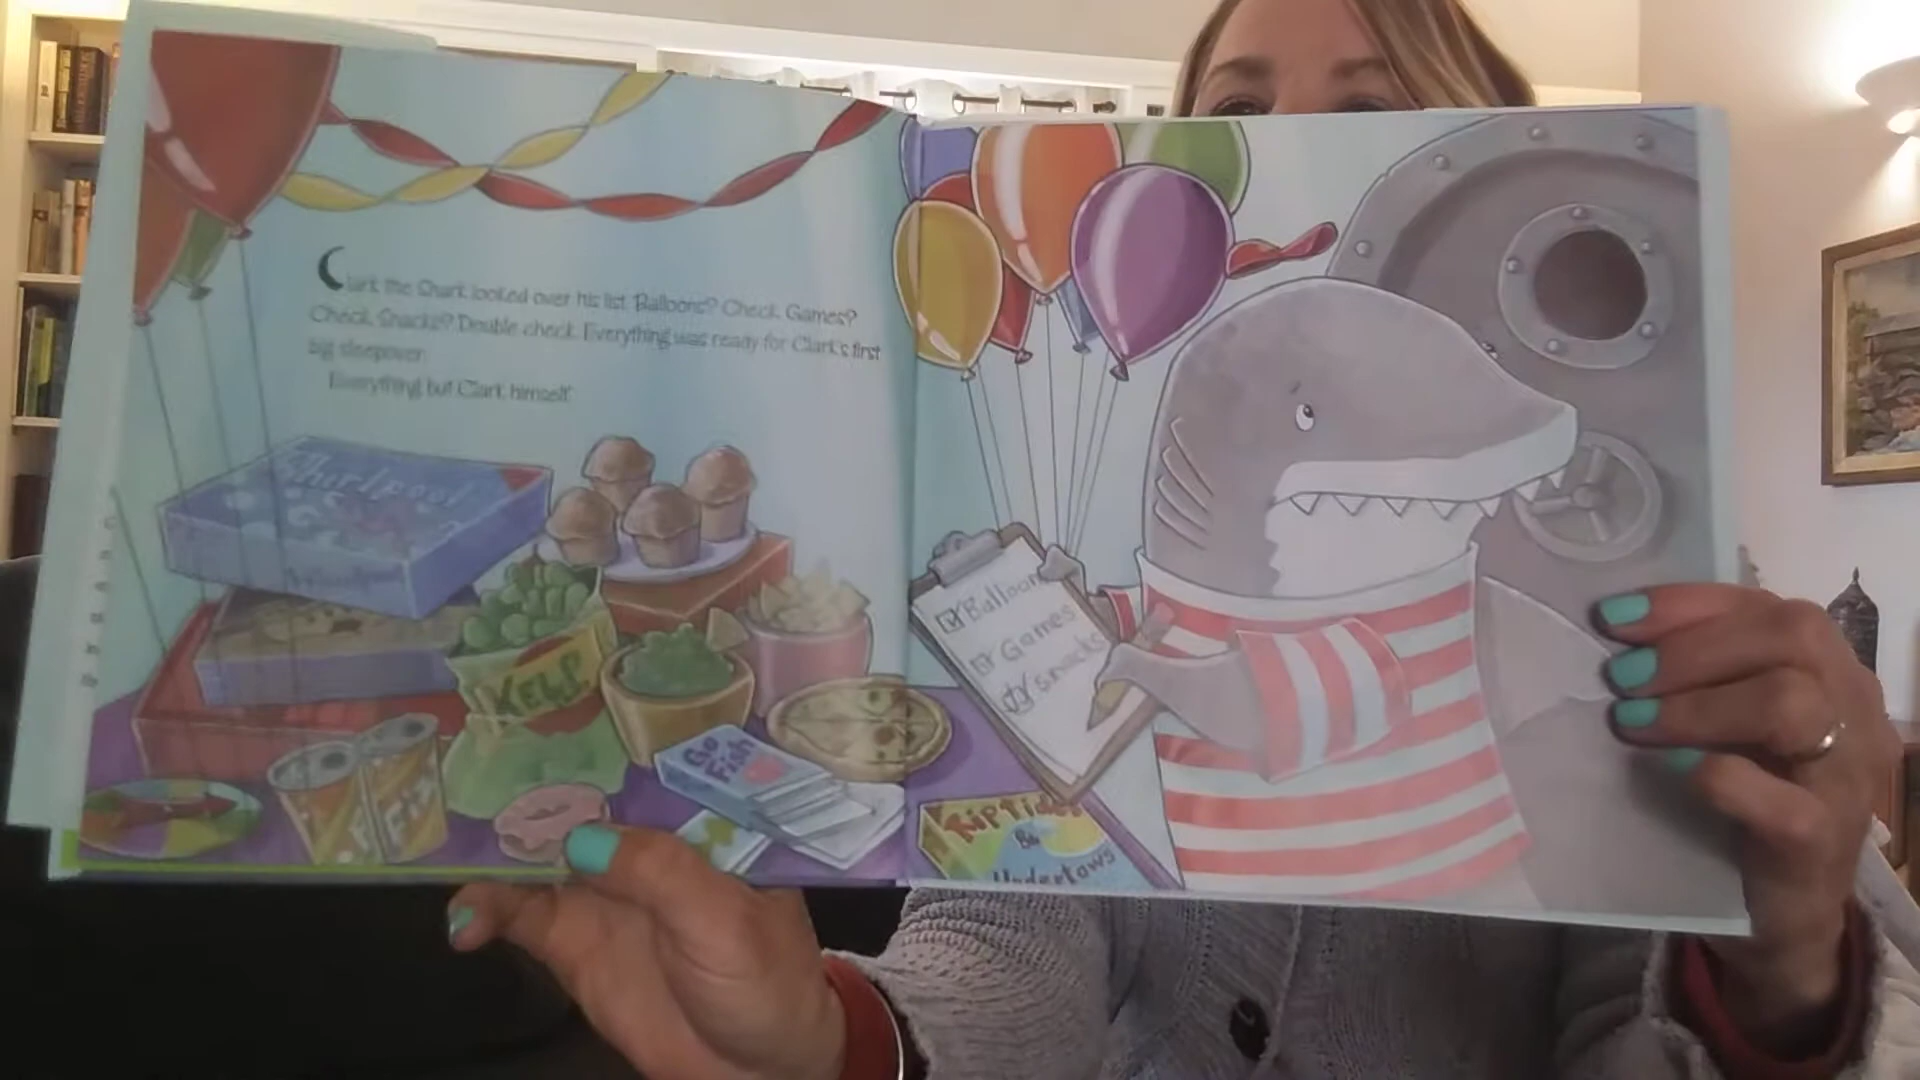 Clark the Shark looked over his list. Balloons? Check. Games?
Check. Snacks? Double check. Everything was ready for Clark's first
big sleepover.
Everything but Clark himself.
Whirlpool
KELP
Go
Fish
Balloons
Games
Snacks
RipTides
&
Undertows